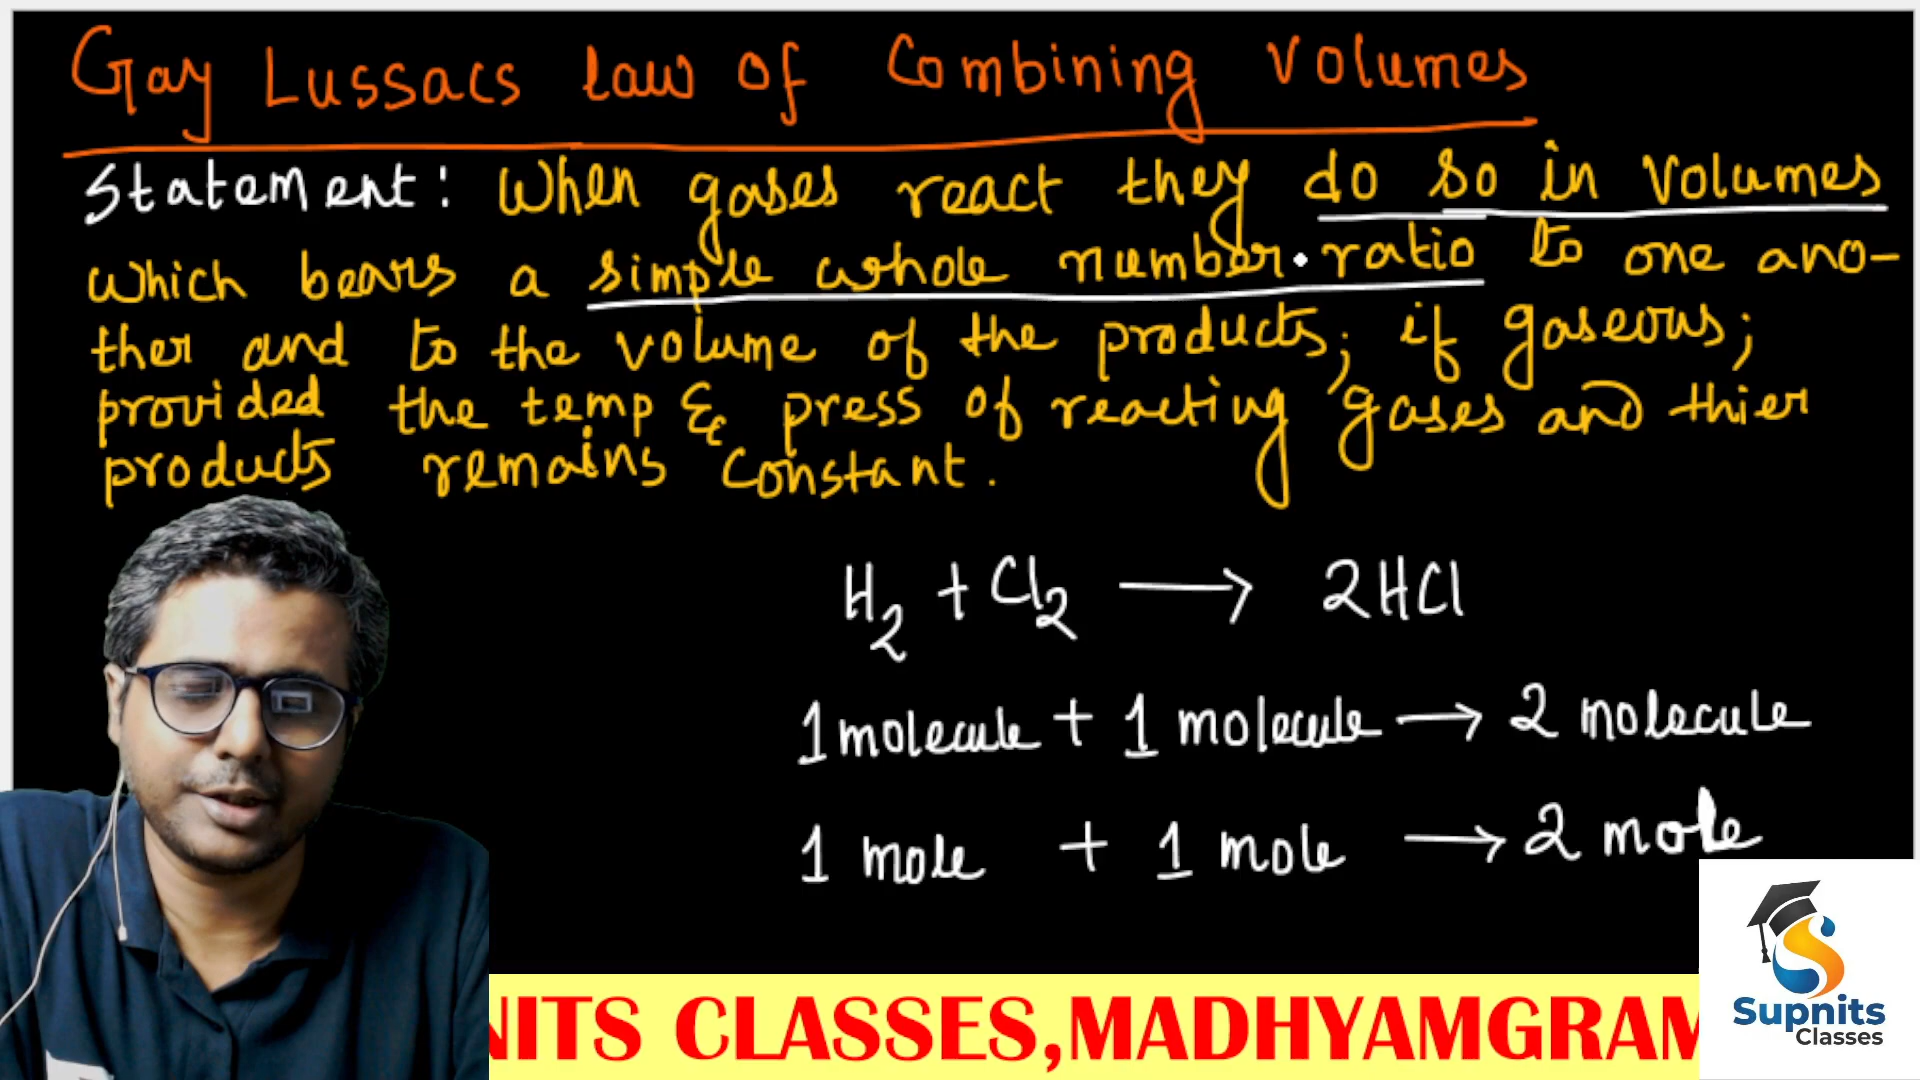 Gay Lussacs law of Combining Volumes
Statement: When gases react they do so in volumes
which bears a simple whole number ratio to one ano-
ther and to the volume of the products; if gaseous;
provided the temp & press of reacting gases and thier
products remains constant.
H₂ + Cl₂ ⟶ 2HCl
1 molecule + 1 molecule ⟶ 2 molecule
1 mole + 1 mole ⟶ 2 mole
NITS CLASSES,MADHYAMGRAM
Supnits
Classes